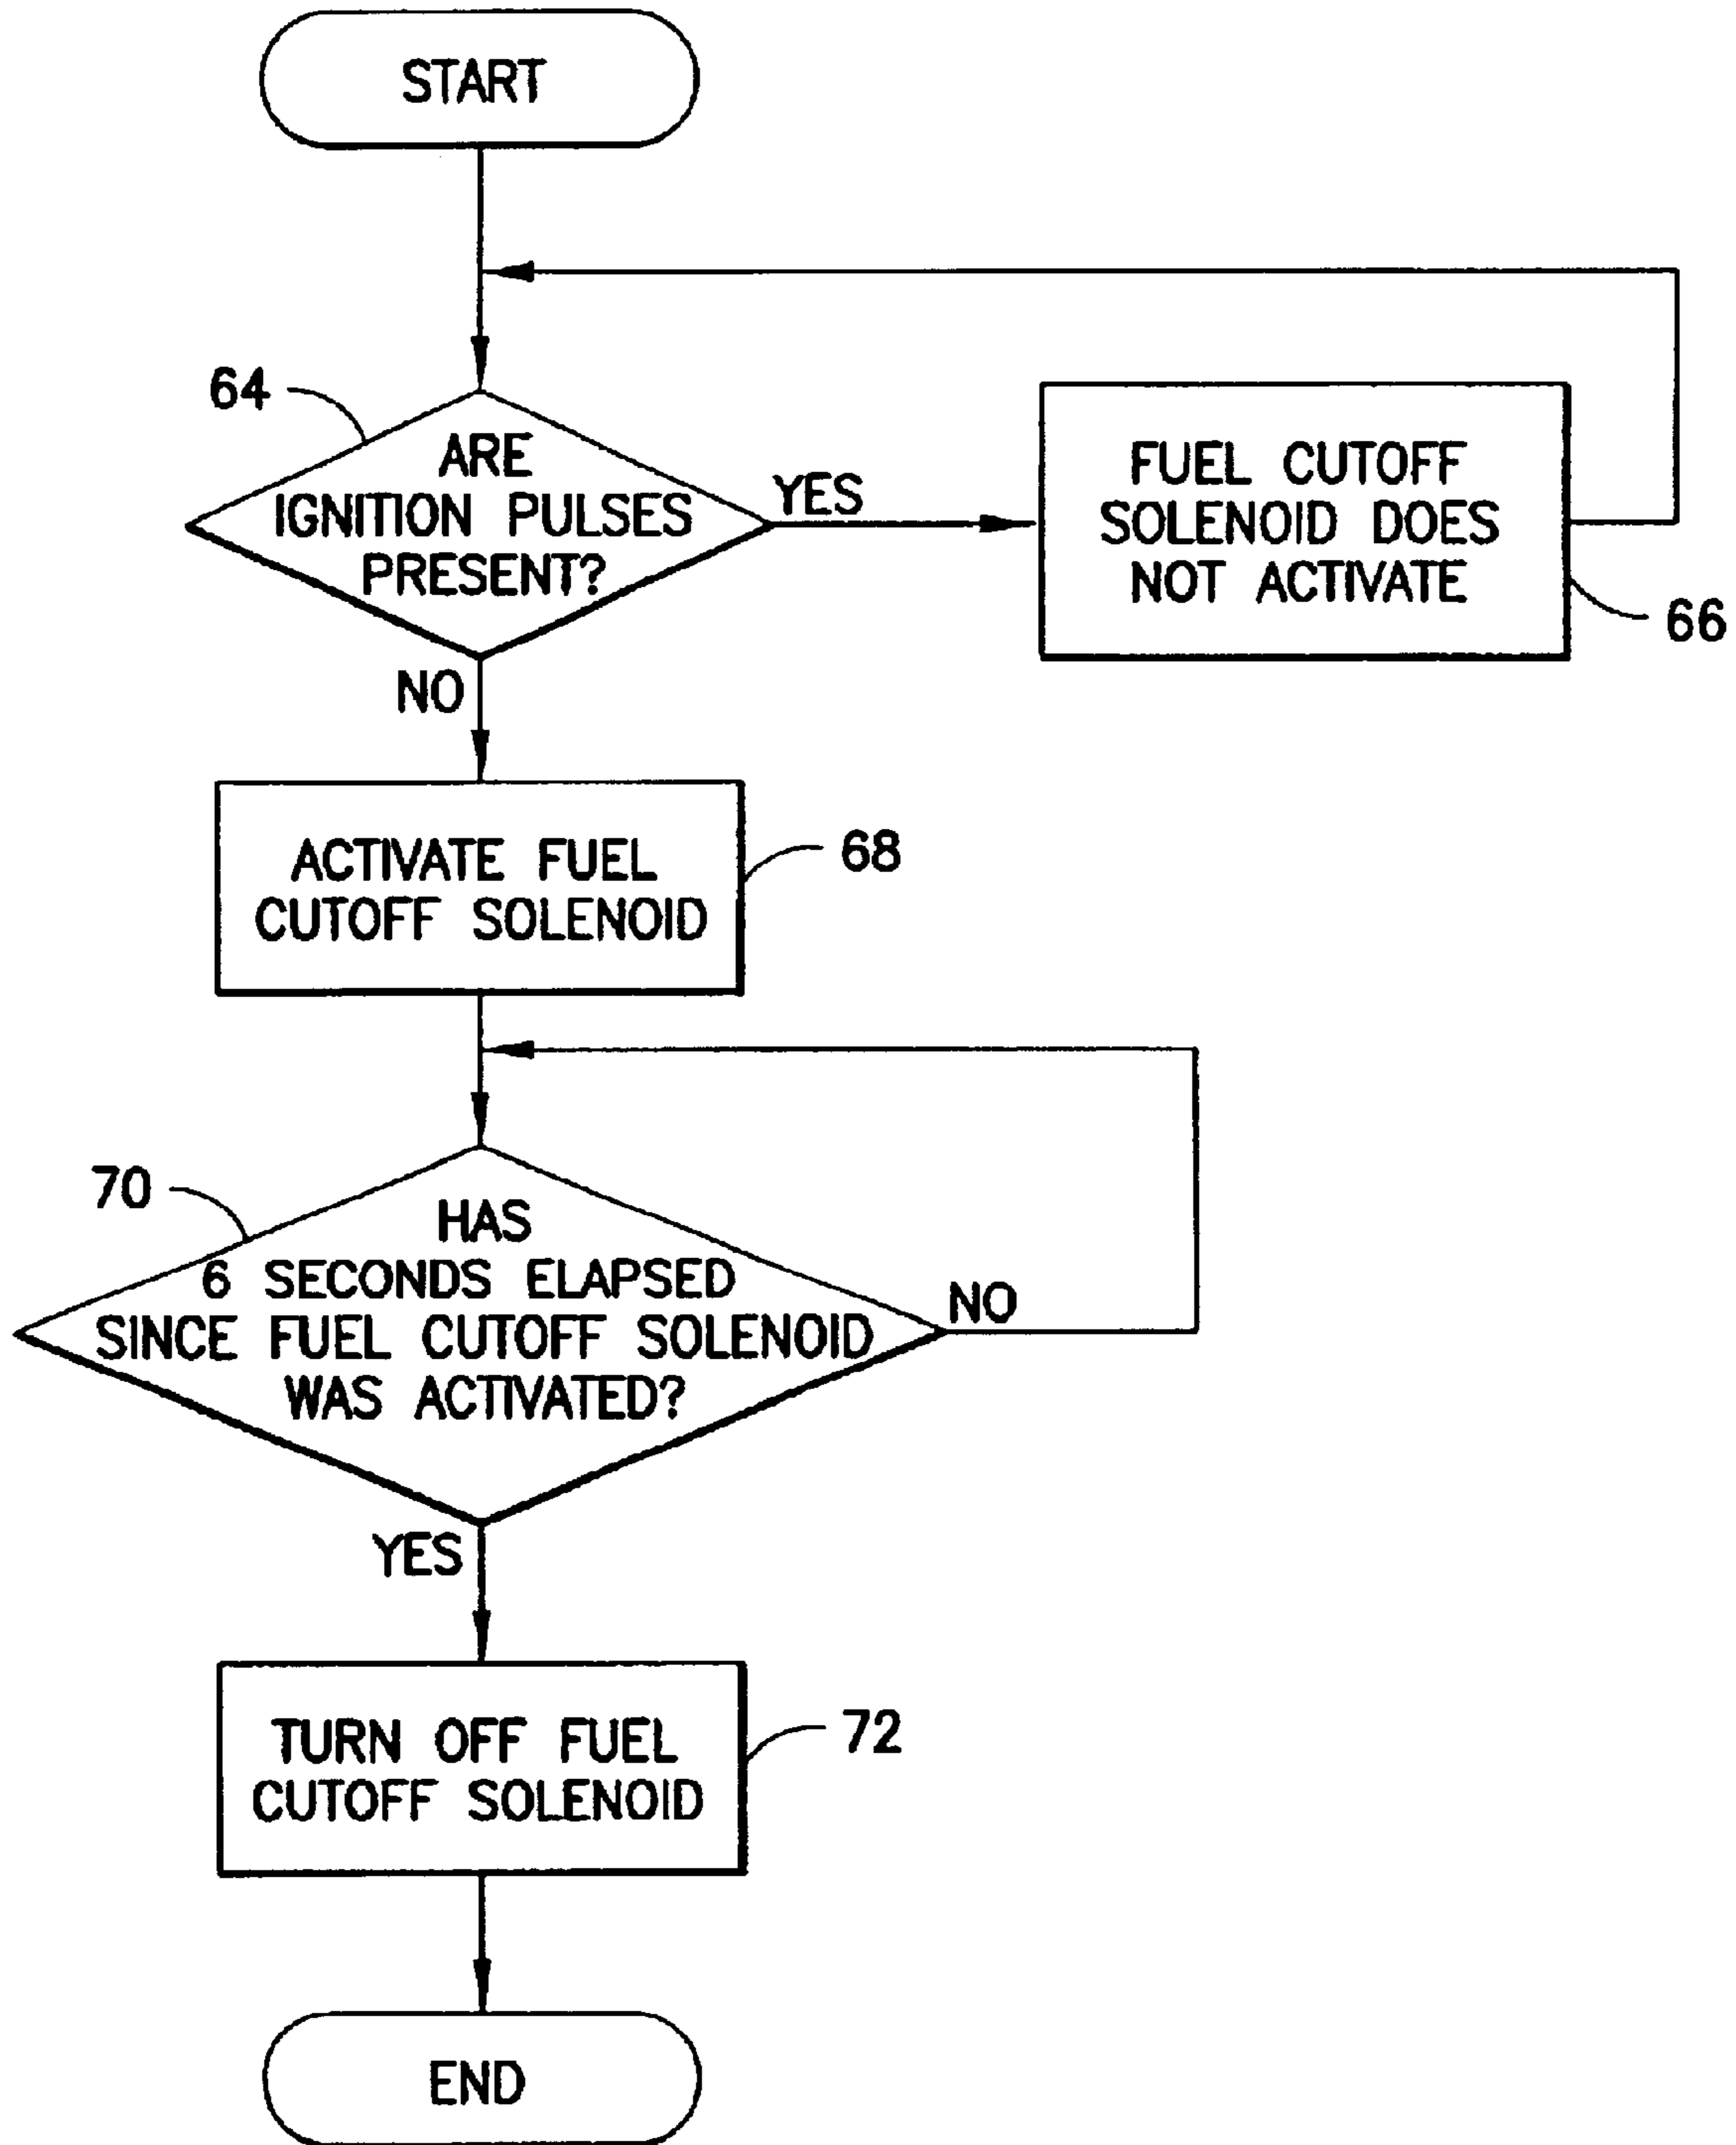 START
64
ARE
IGNITION PULSES
PRESENT?
YES
FUEL CUTOFF
SOLENOID DOES
NOT ACTIVATE
66
NO
ACTIVATE FUEL
CUTOFF SOLENOID
68
70
HAS
6 SECONDS ELAPSED
SINCE FUEL CUTOFF SOLENOID
WAS ACTIVATED?
NO
YES
TURN OFF FUEL
CUTOFF SOLENOID
72
END